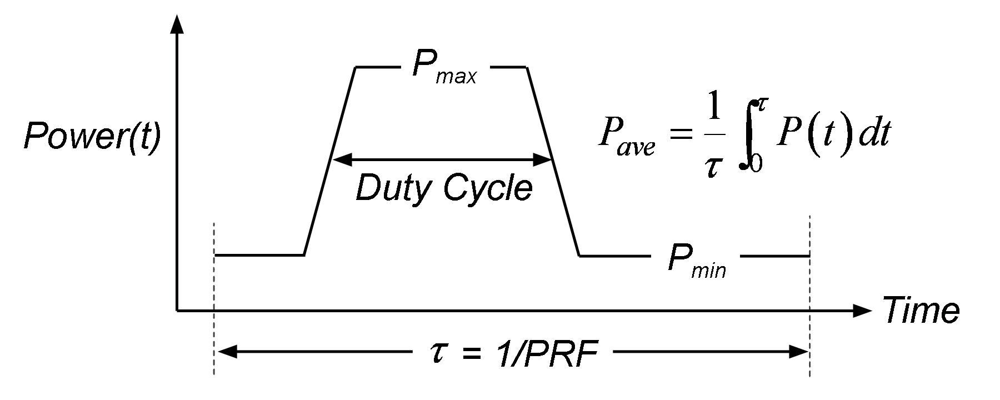 P_max
Power(t)
P_ave = 1/τ ∫_0^τ P(t) dt
Duty Cycle
P_min
Time
τ = 1/PRF